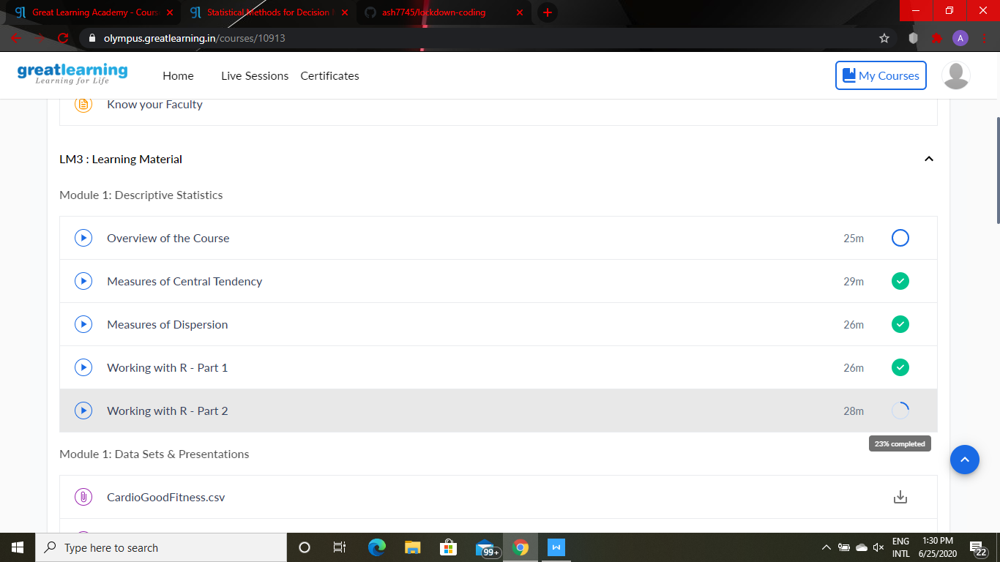 Great Learning Academy - Cours
Statistical Methods for Decision
ash7745/lockdown-coding
olympus.greatlearning.in/courses/10913
A
greatlearning
Learning for Life
Home
Live Sessions
Certificates
My Courses
Know your Faculty
LM3 : Learning Material
Module 1: Descriptive Statistics
Overview of the Course 25m
Measures of Central Tendency 29m
Measures of Dispersion 26m
Working with R - Part 1 26m
Working with R - Part 2 28m
23% completed
Module 1: Data Sets & Presentations
CardioGoodFitness.csv
Type here to search
99+
ENG
INTL
1:30 PM
6/25/2020
22